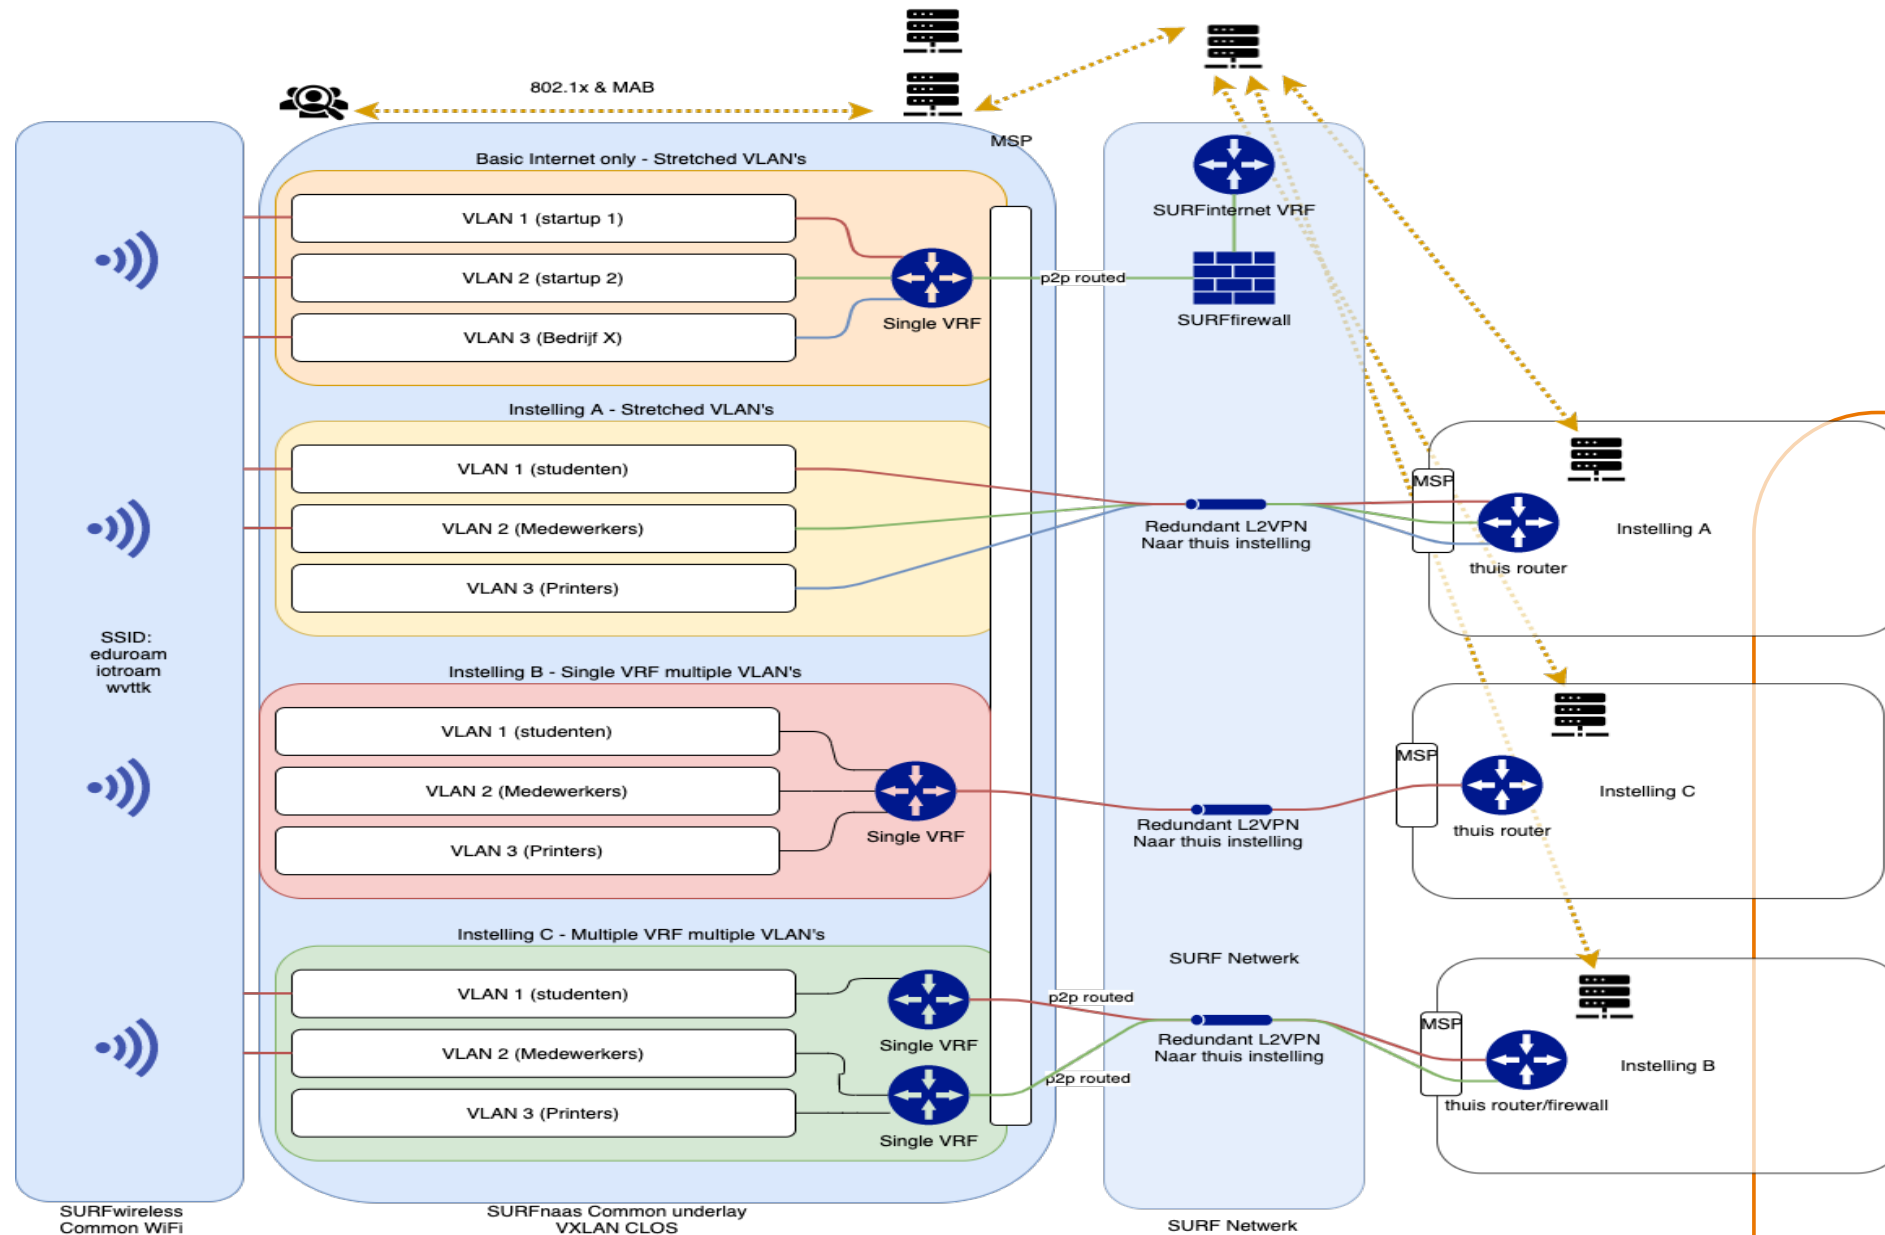 802.1x & MAB
MSP
Basic Internet only - Stretched VLAN's
VLAN 1 (startup 1)
VLAN 2 (startup 2)
VLAN 3 (Bedrijf X)
Single VRF
p2p routed
SURFinternet VRF
SURFfirewall
Instelling A - Stretched VLAN's
VLAN 1 (studenten)
VLAN 2 (Medewerkers)
VLAN 3 (Printers)
Redundant L2VPN
Naar thuis instelling
MSP
thuis router
Instelling A
SSID:
eduroam
iotroam
wvttk
Instelling B - Single VRF multiple VLAN's
VLAN 1 (studenten)
VLAN 2 (Medewerkers)
VLAN 3 (Printers)
Single VRF
Redundant L2VPN
Naar thuis instelling
MSP
thuis router
Instelling C
Instelling C - Multiple VRF multiple VLAN's
VLAN 1 (studenten)
VLAN 2 (Medewerkers)
VLAN 3 (Printers)
Single VRF
Single VRF
p2p routed
p2p routed
SURF Netwerk
Redundant L2VPN
Naar thuis instelling
MSP
thuis router/firewall
Instelling B
SURFwireless
Common WiFi
SURFnaas Common underlay
VXLAN CLOS
SURF Netwerk